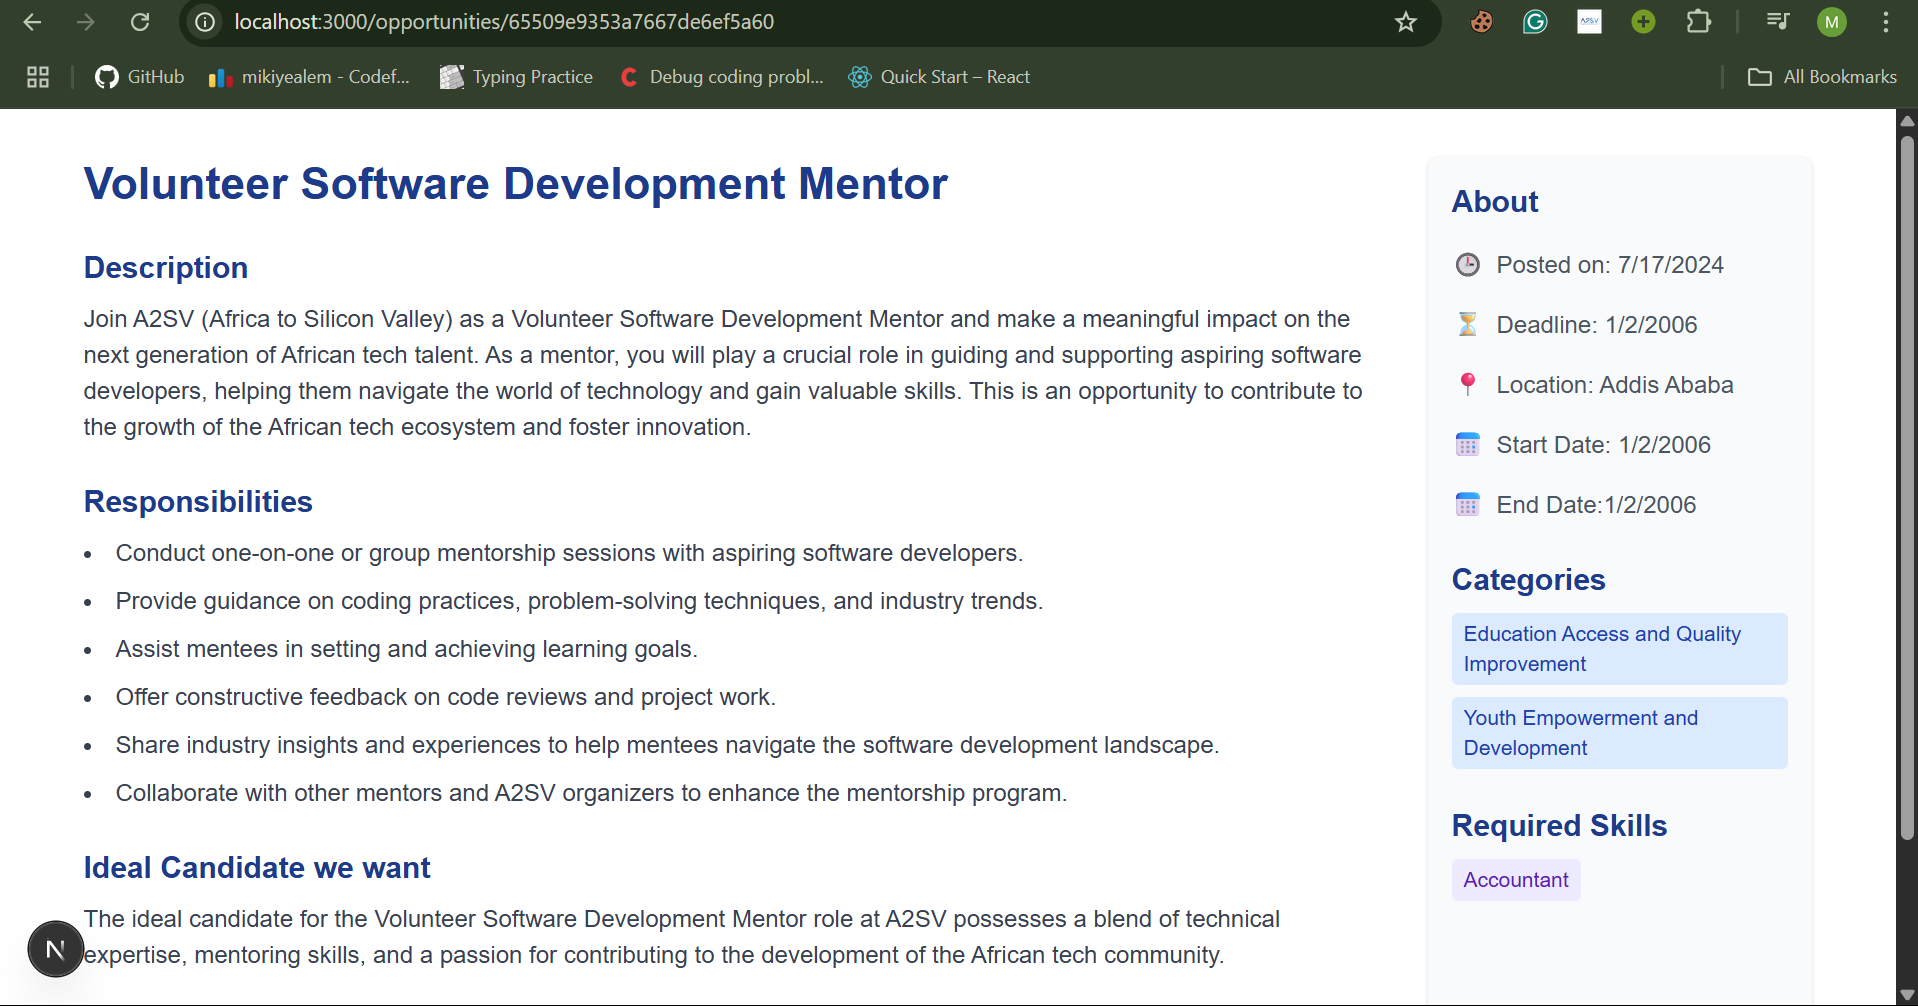 localhost:3000/opportunities/65509e9353a7667de6ef5a60
A2SV
M
GitHub
mikiyealem - Codef...
Typing Practice
Debug coding probl...
Quick Start – React
All Bookmarks
Volunteer Software Development Mentor
Description
Join A2SV (Africa to Silicon Valley) as a Volunteer Software Development Mentor and make a meaningful impact on the
next generation of African tech talent. As a mentor, you will play a crucial role in guiding and supporting aspiring software
developers, helping them navigate the world of technology and gain valuable skills. This is an opportunity to contribute to
the growth of the African tech ecosystem and foster innovation.
Responsibilities
• Conduct one-on-one or group mentorship sessions with aspiring software developers.
• Provide guidance on coding practices, problem-solving techniques, and industry trends.
• Assist mentees in setting and achieving learning goals.
• Offer constructive feedback on code reviews and project work.
• Share industry insights and experiences to help mentees navigate the software development landscape.
• Collaborate with other mentors and A2SV organizers to enhance the mentorship program.
Ideal Candidate we want
The ideal candidate for the Volunteer Software Development Mentor role at A2SV possesses a blend of technical
expertise, mentoring skills, and a passion for contributing to the development of the African tech community.
N
About
Posted on: 7/17/2024
Deadline: 1/2/2006
Location: Addis Ababa
Start Date: 1/2/2006
End Date:1/2/2006
Categories
Education Access and Quality
Improvement
Youth Empowerment and
Development
Required Skills
Accountant